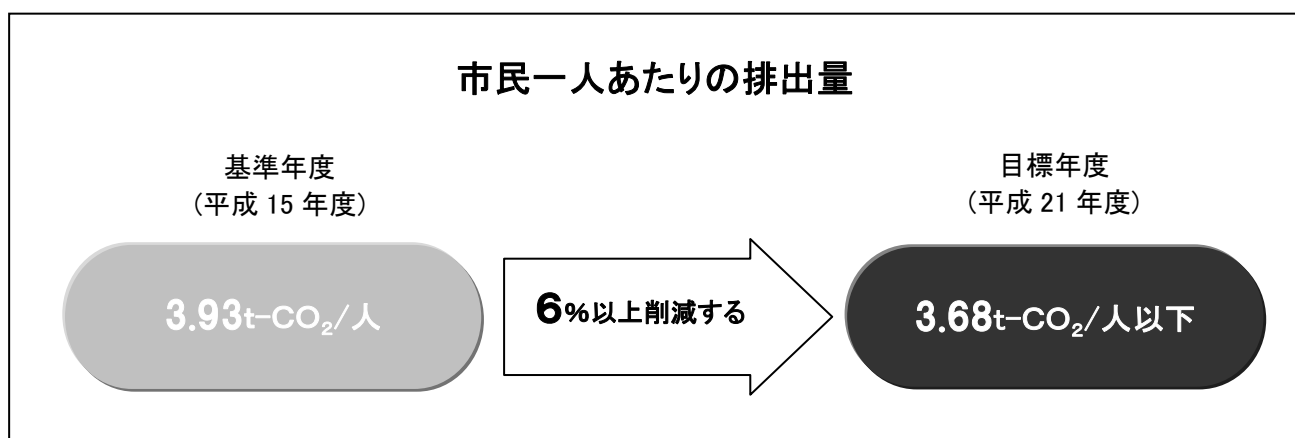 市民一人あたりの排出量
基準年度
(平成 15 年度)
目標年度
(平成 21 年度)
3.93t-CO₂/人
6%以上削減する
3.68t-CO₂/人以下